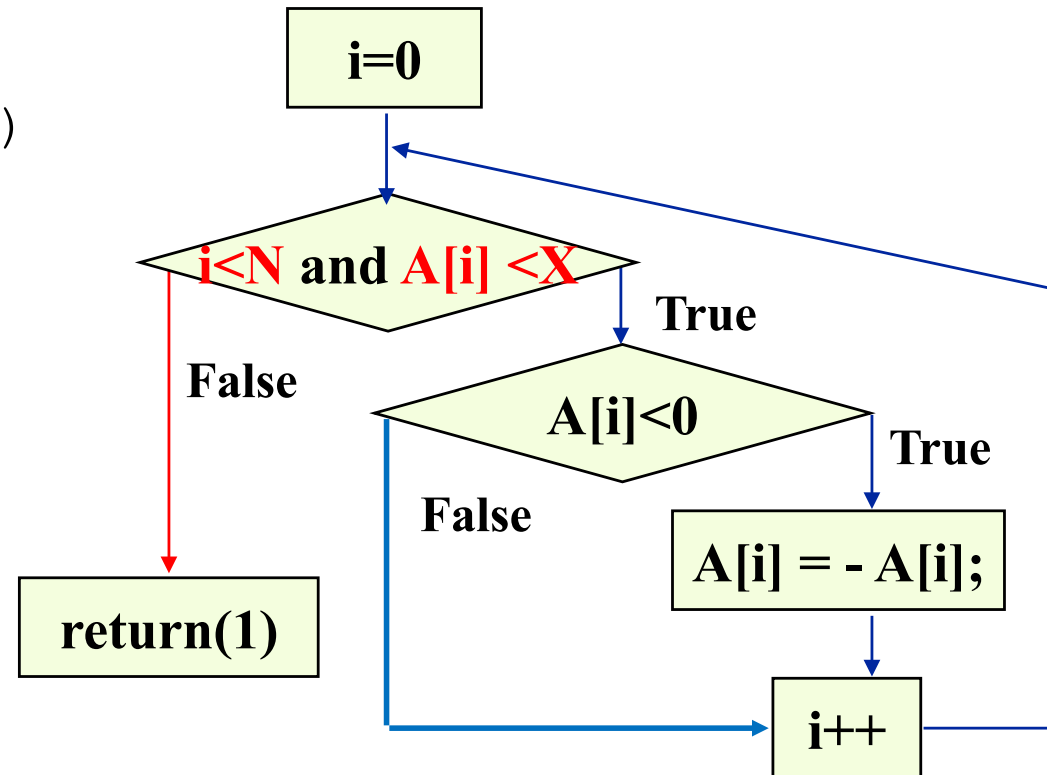 i=0
)
i<N and A[i] <X
True
False
A[i]<0
True
False
A[i] = - A[i];
return(1)
i++